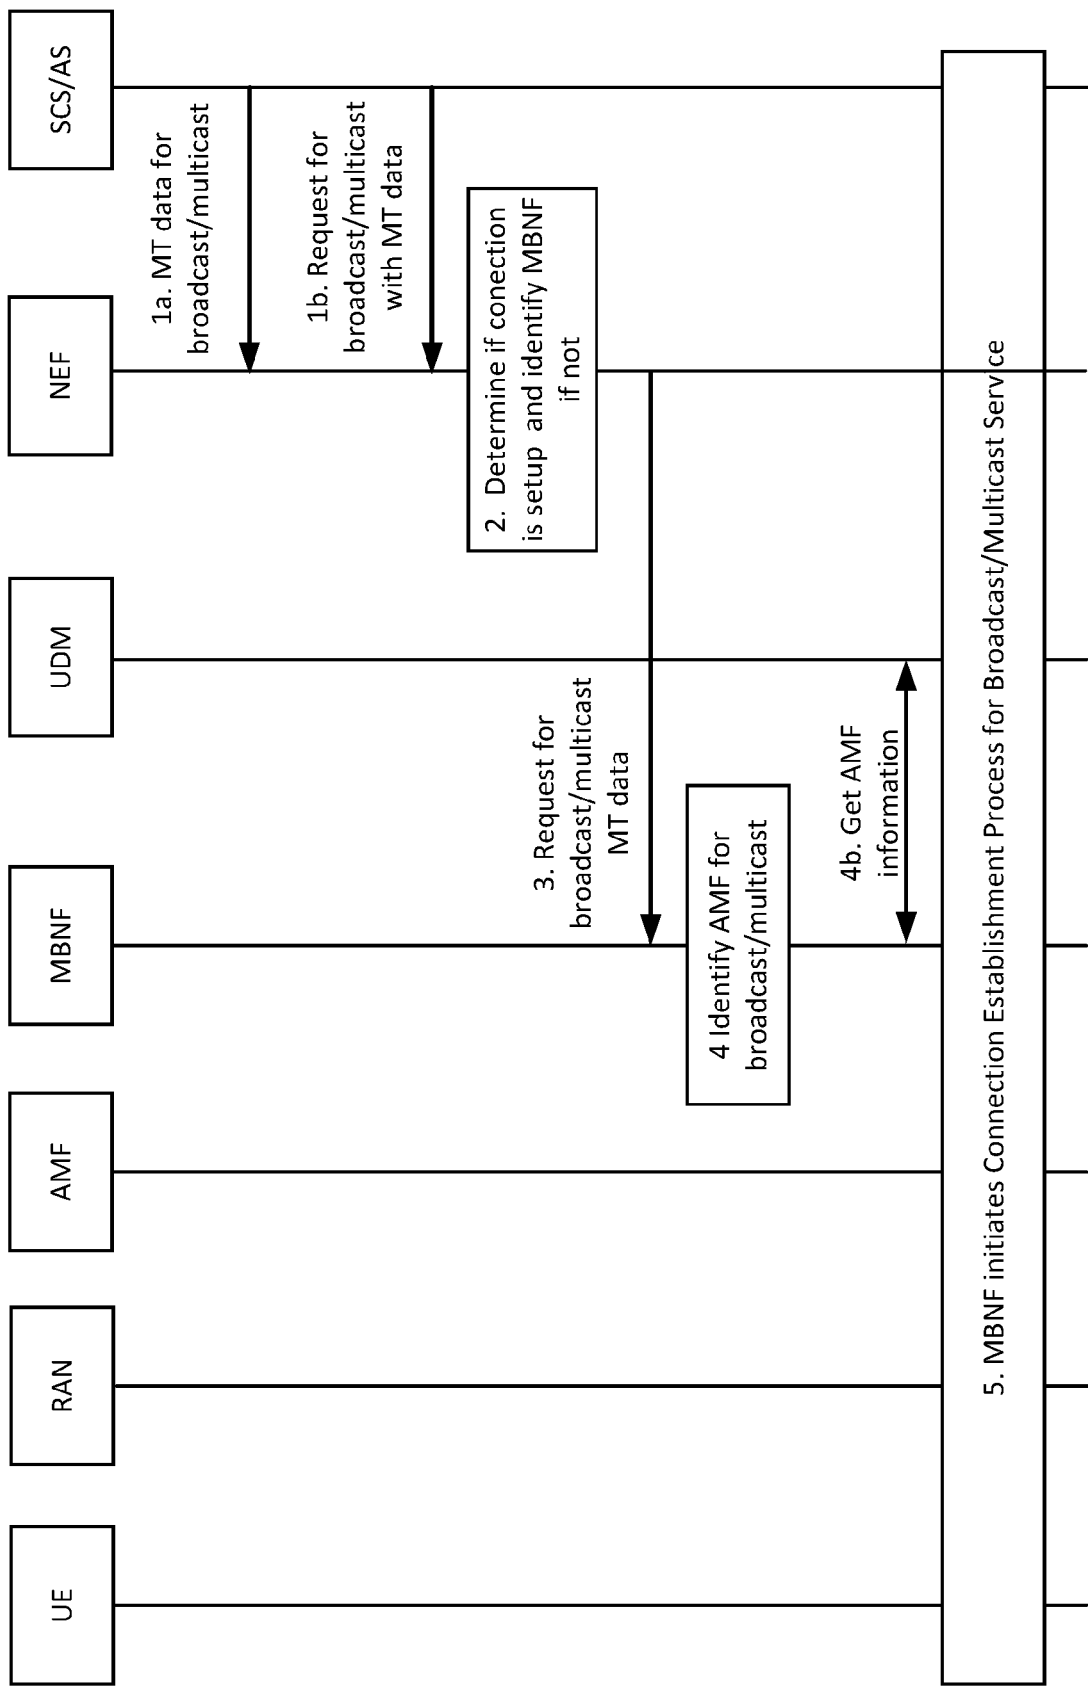 UE
RAN
AMF
MBNF
UDM
NEF
SCS/AS
1a. MT data for
broadcast/multicast
1b. Request for
broadcast/multicast
with MT data
2. Determine if conection
is setup and identify MBNF
if not
3. Request for
broadcast/multicast
MT data
4 Identify AMF for
broadcast/multicast
4b. Get AMF
information
5. MBNF initiates Connection Establishment Process for Broadcast/Multicast Service